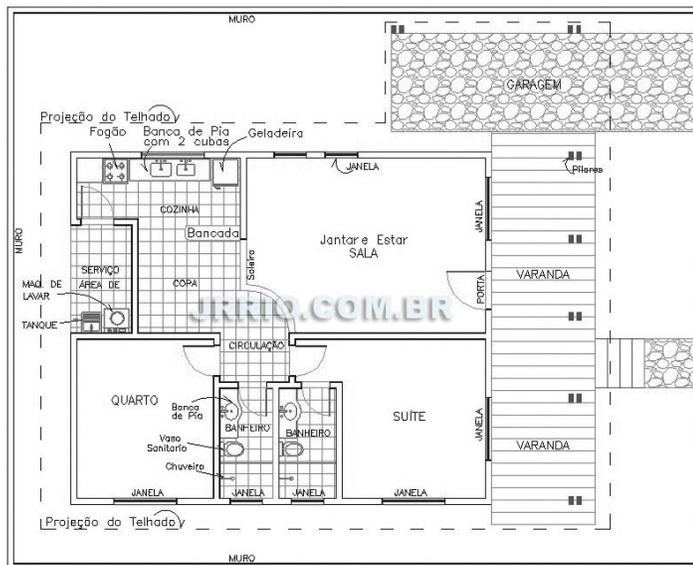 MURO
GARAGEM
Projeção do Telhado
Fogão
Banca de Pia
com 2 cubas
Geladeira
JANELA
Pilares
COZINHA
Bancada
Jantar e Estar
SALA
JANELA
MURO
Soleira
SERVIÇO
ÁREA DE
COPA
MAQ. DE
LAVAR
TANQUE
PORTA
VARANDA
JRRIO.COM.BR
CIRCULAÇÃO
QUARTO
Banca
de Pia
BANHEIRO
BANHEIRO
SUÍTE
JANELA
VARANDA
Vaso
Sanitario
Chuveiro
JANELA
JANELA
JANELA
JANELA
Projeção do Telhado
MURO